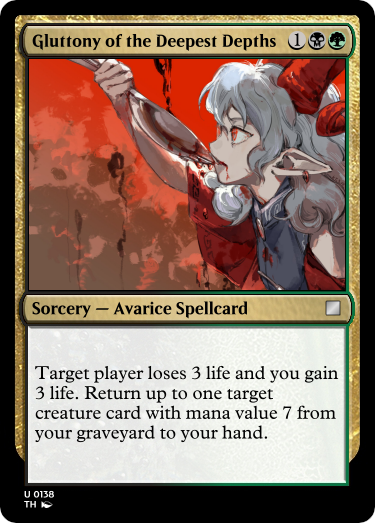 Gluttony of the Deepest Depths 1
Sorcery — Avarice Spellcard
Target player loses 3 life and you gain
3 life. Return up to one target
creature card with mana value 7 from
your graveyard to your hand.
U 0138
TH